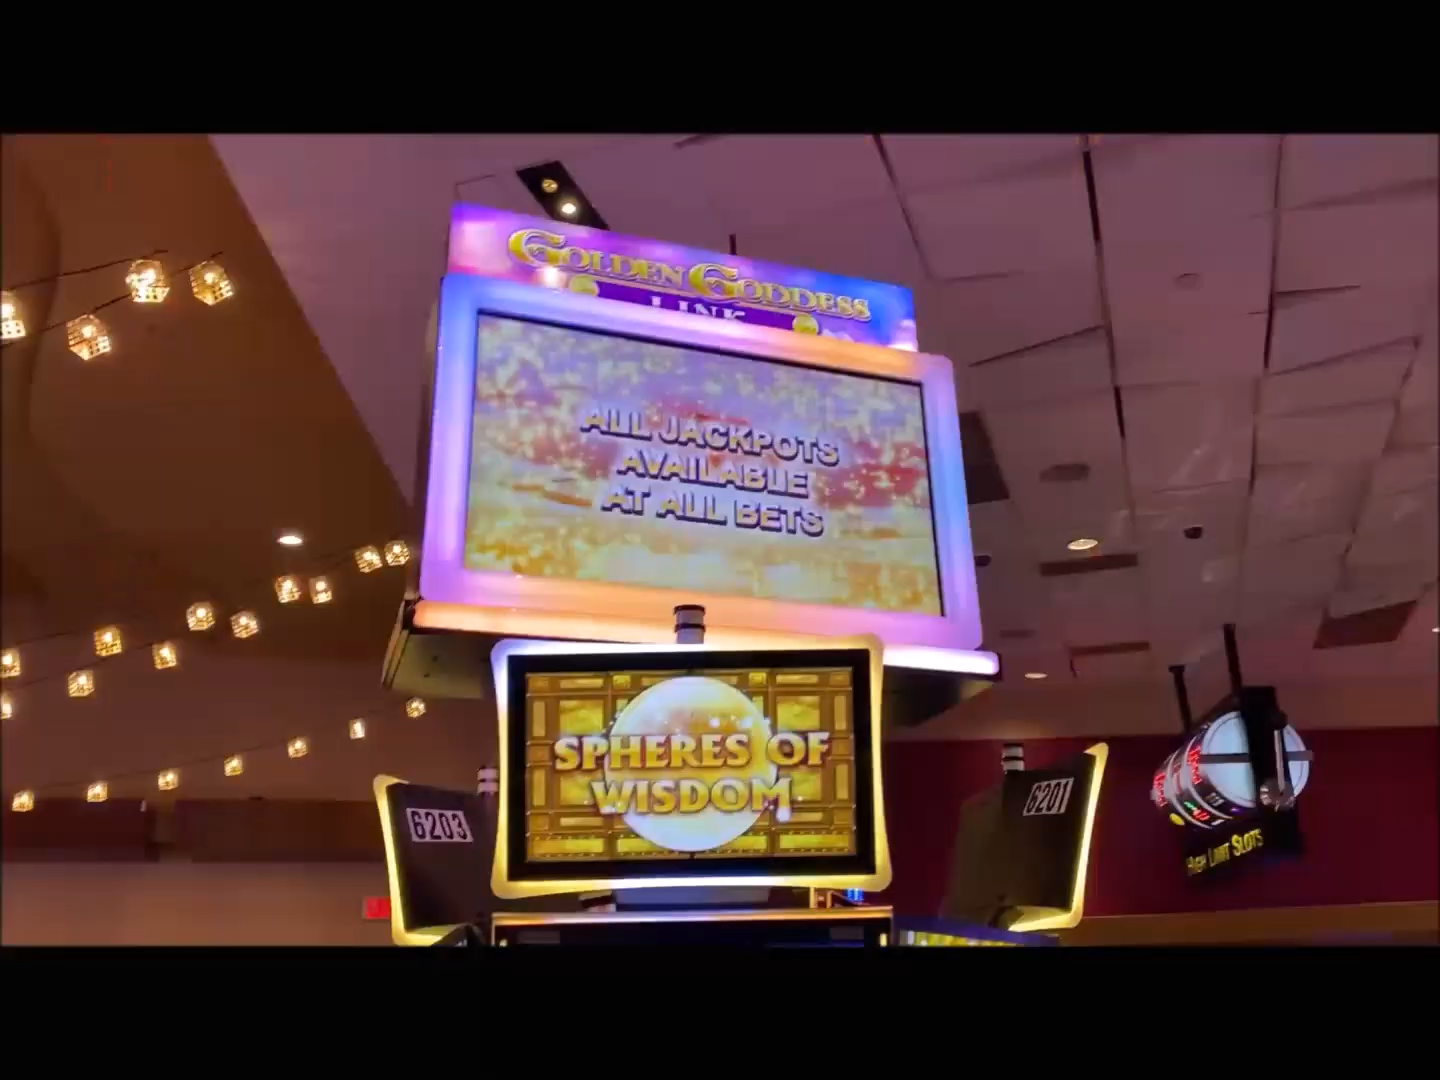 GOLDEN GODDESS
LINK
ALL JACKPOTS
AVAILABLE
AT ALL BETS
SPHERES OF
WISDOM
6203
6201
HIGH LIMIT SLOTS